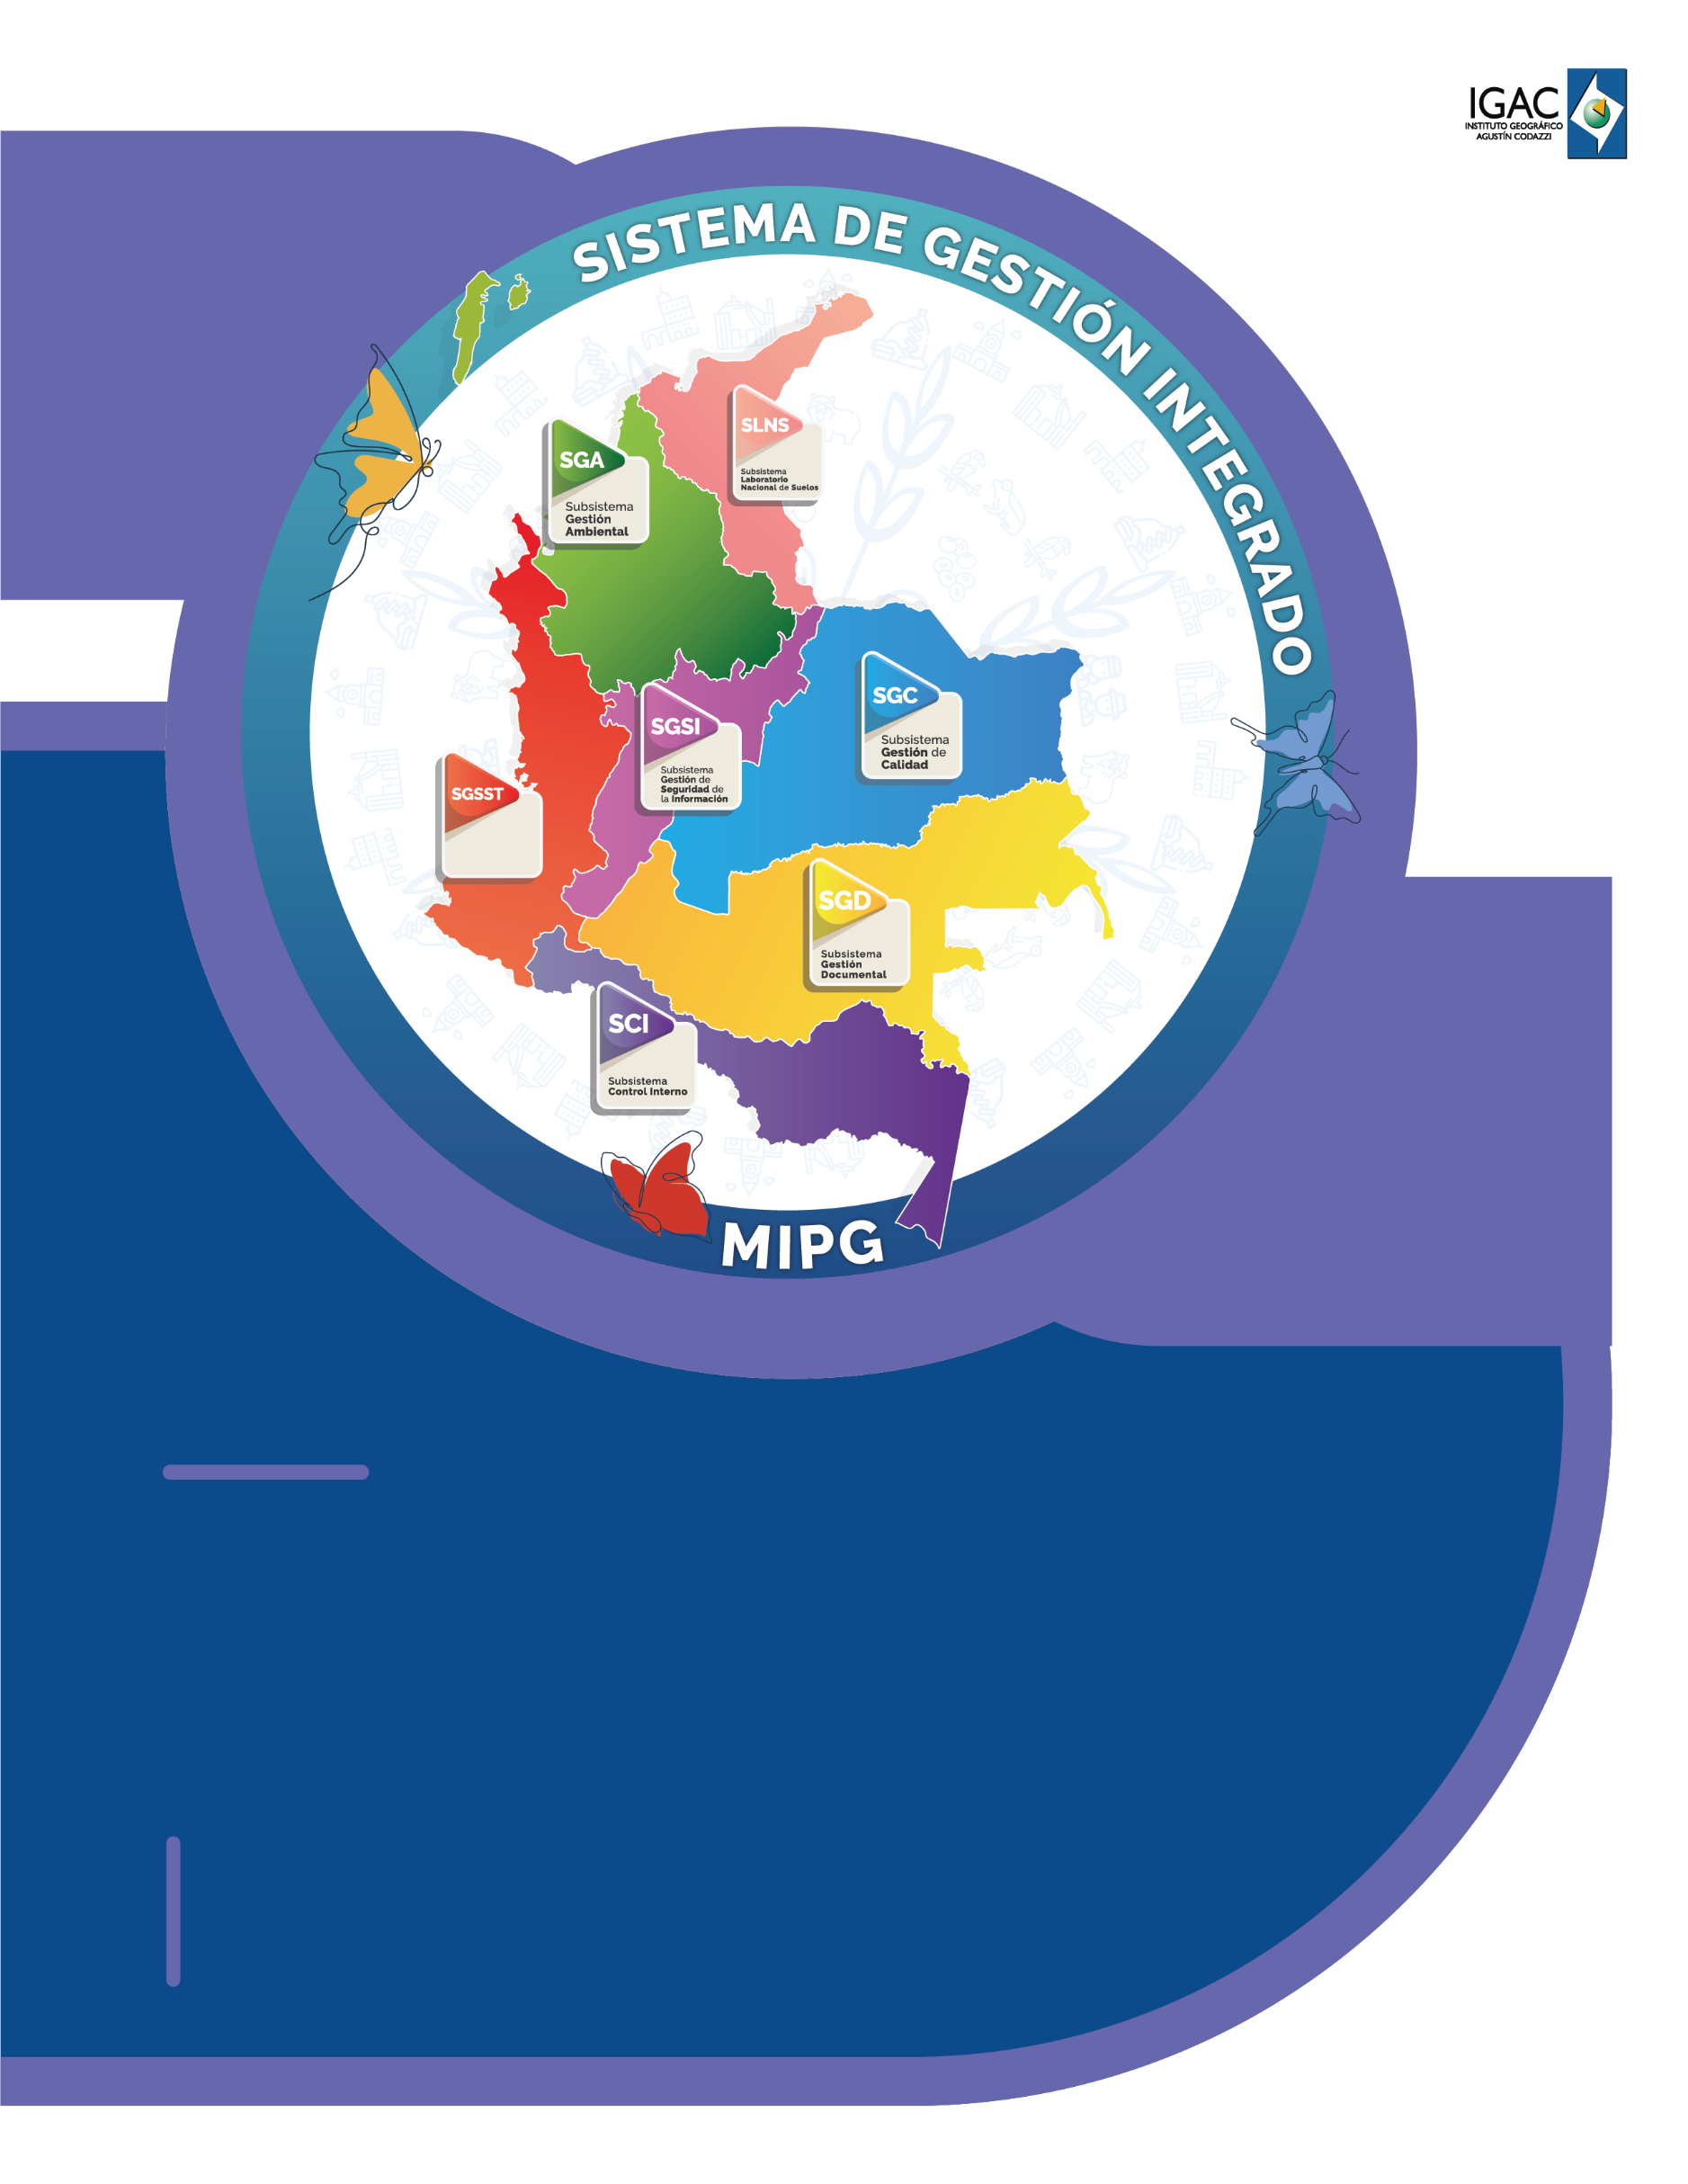 IGAC
INSTITUTO GEOGRÁFICO
AGUSTÍN CODAZZI
SISTEMA DE GESTIÓN INTEGRADO
SLNS
Subsistema
Laboratorio
Nacional de Suelos
SGA
Subsistema
Gestión
Ambiental
SGC
Subsistema
Gestión de
Calidad
SGSI
Subsistema
Gestión de
Seguridad de
la Información
SGSST
SGD
Subsistema
Gestión
Documental
SCI
Subsistema
Control Interno
MIPG